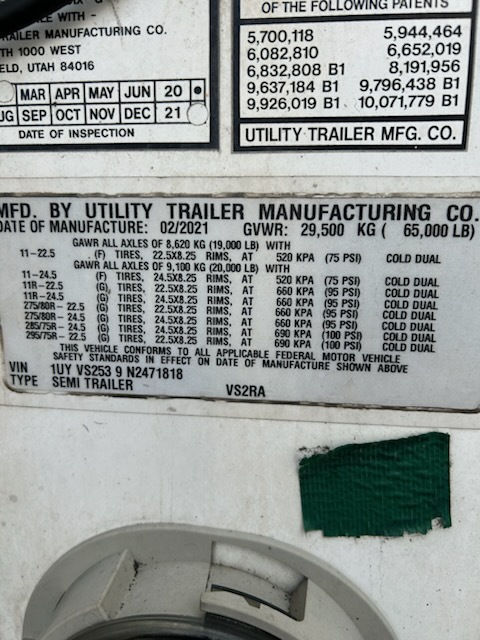 LE WITH -
RAILER MANUFACTURING CO.
TH 1000 WEST
ELD, UTAH 84016
MAR APR MAY JUN 20
UG SEP OCT NOV DEC 21
DATE OF INSPECTION
OF THE FOLLOWING PATENTS
5,700,118 5,944,464
6,082,810 6,652,019
6,832,808 B1 8,191,956
9,637,184 B1 9,796,438 B1
9,926,019 B1 10,071,779 B1
UTILITY TRAILER MFG. CO.
MFD. BY UTILITY TRAILER MANUFACTURING CO.
DATE OF MANUFACTURE: 02/2021 GVWR: 29,500 KG ( 65,000 LB)
GAWR ALL AXLES OF 8,620 KG (19,000 LB) WITH
11-22.5 (F) TIRES, 22.5X8.25 RIMS, AT 520 KPA (75 PSI) COLD DUAL
GAWR ALL AXLES OF 9,100 KG (20,000 LB) WITH
11-24.5 (F) TIRES, 24.5X8.25 RIMS, AT 520 KPA (75 PSI) COLD DUAL
11R-22.5 (G), TIRES, 22.5X8.25 RIMS, AT 660 KPA (95 PSI) COLD DUAL
11R-24.5 (G), TIRES, 24.5X8.25 RIMS, AT 660 KPA (95 PSI) COLD DUAL
275/80R- 22.5 (G), TIRES, 22.5X8.25 RIMS, AT 660 KPA (95 PSI) COLD DUAL
275/80R- 24.5 (G), TIRES, 24.5X8.25 RIMS, AT 660 KPA (95 PSI) COLD DUAL
285/75R- 24.5 (G), TIRES, 24.5X8.25 RIMS, AT 690 KPA (100 PSI) COLD DUAL
295/75R- 22.5 (G), TIRES, 22.5X8.25 RIMS, AT 690 KPA (100 PSI) COLD DUAL
THIS VEHICLE CONFORMS TO ALL APPLICABLE FEDERAL MOTOR VEHICLE
SAFETY STANDARDS IN EFFECT ON DATE OF MANUFACTURE SHOWN ABOVE
VIN 1UY VS253 9 N2471818
TYPE SEMI TRAILER VS2RA